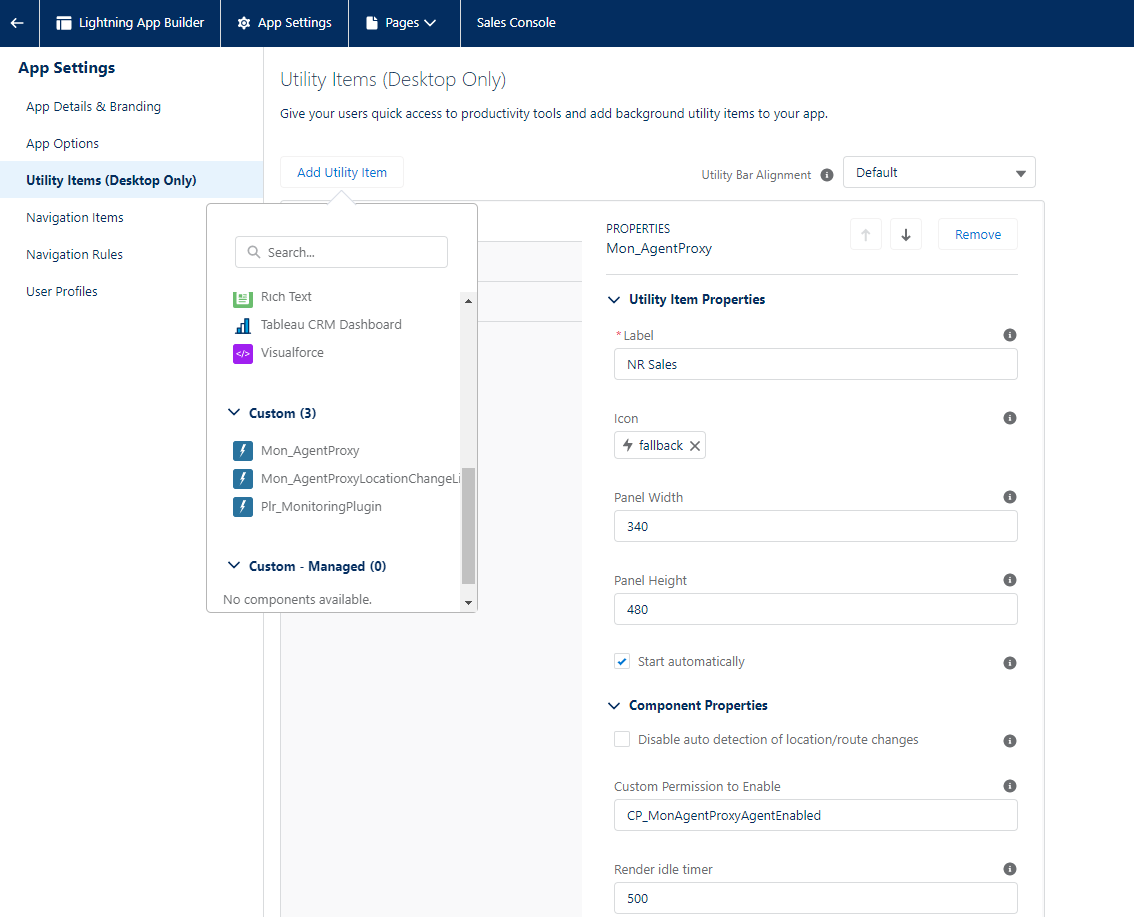 Lightning App Builder
App Settings
Pages
Sales Console
App Settings
App Details & Branding
App Options
Utility Items (Desktop Only)
Navigation Items
Navigation Rules
User Profiles
Utility Items (Desktop Only)
Give your users quick access to productivity tools and add background utility items to your app.
Add Utility Item
Utility Bar Alignment
Default
Search...
Rich Text
Tableau CRM Dashboard
Visualforce
Custom (3)
Mon_AgentProxy
Mon_AgentProxyLocationChangeLi
Plr_MonitoringPlugin
Custom - Managed (0)
No components available.
PROPERTIES
Mon_AgentProxy
Remove
Utility Item Properties
* Label
NR Sales
Icon
fallback
Panel Width
340
Panel Height
480
Start automatically
Component Properties
Disable auto detection of location/route changes
Custom Permission to Enable
CP_MonAgentProxyAgentEnabled
Render idle timer
500